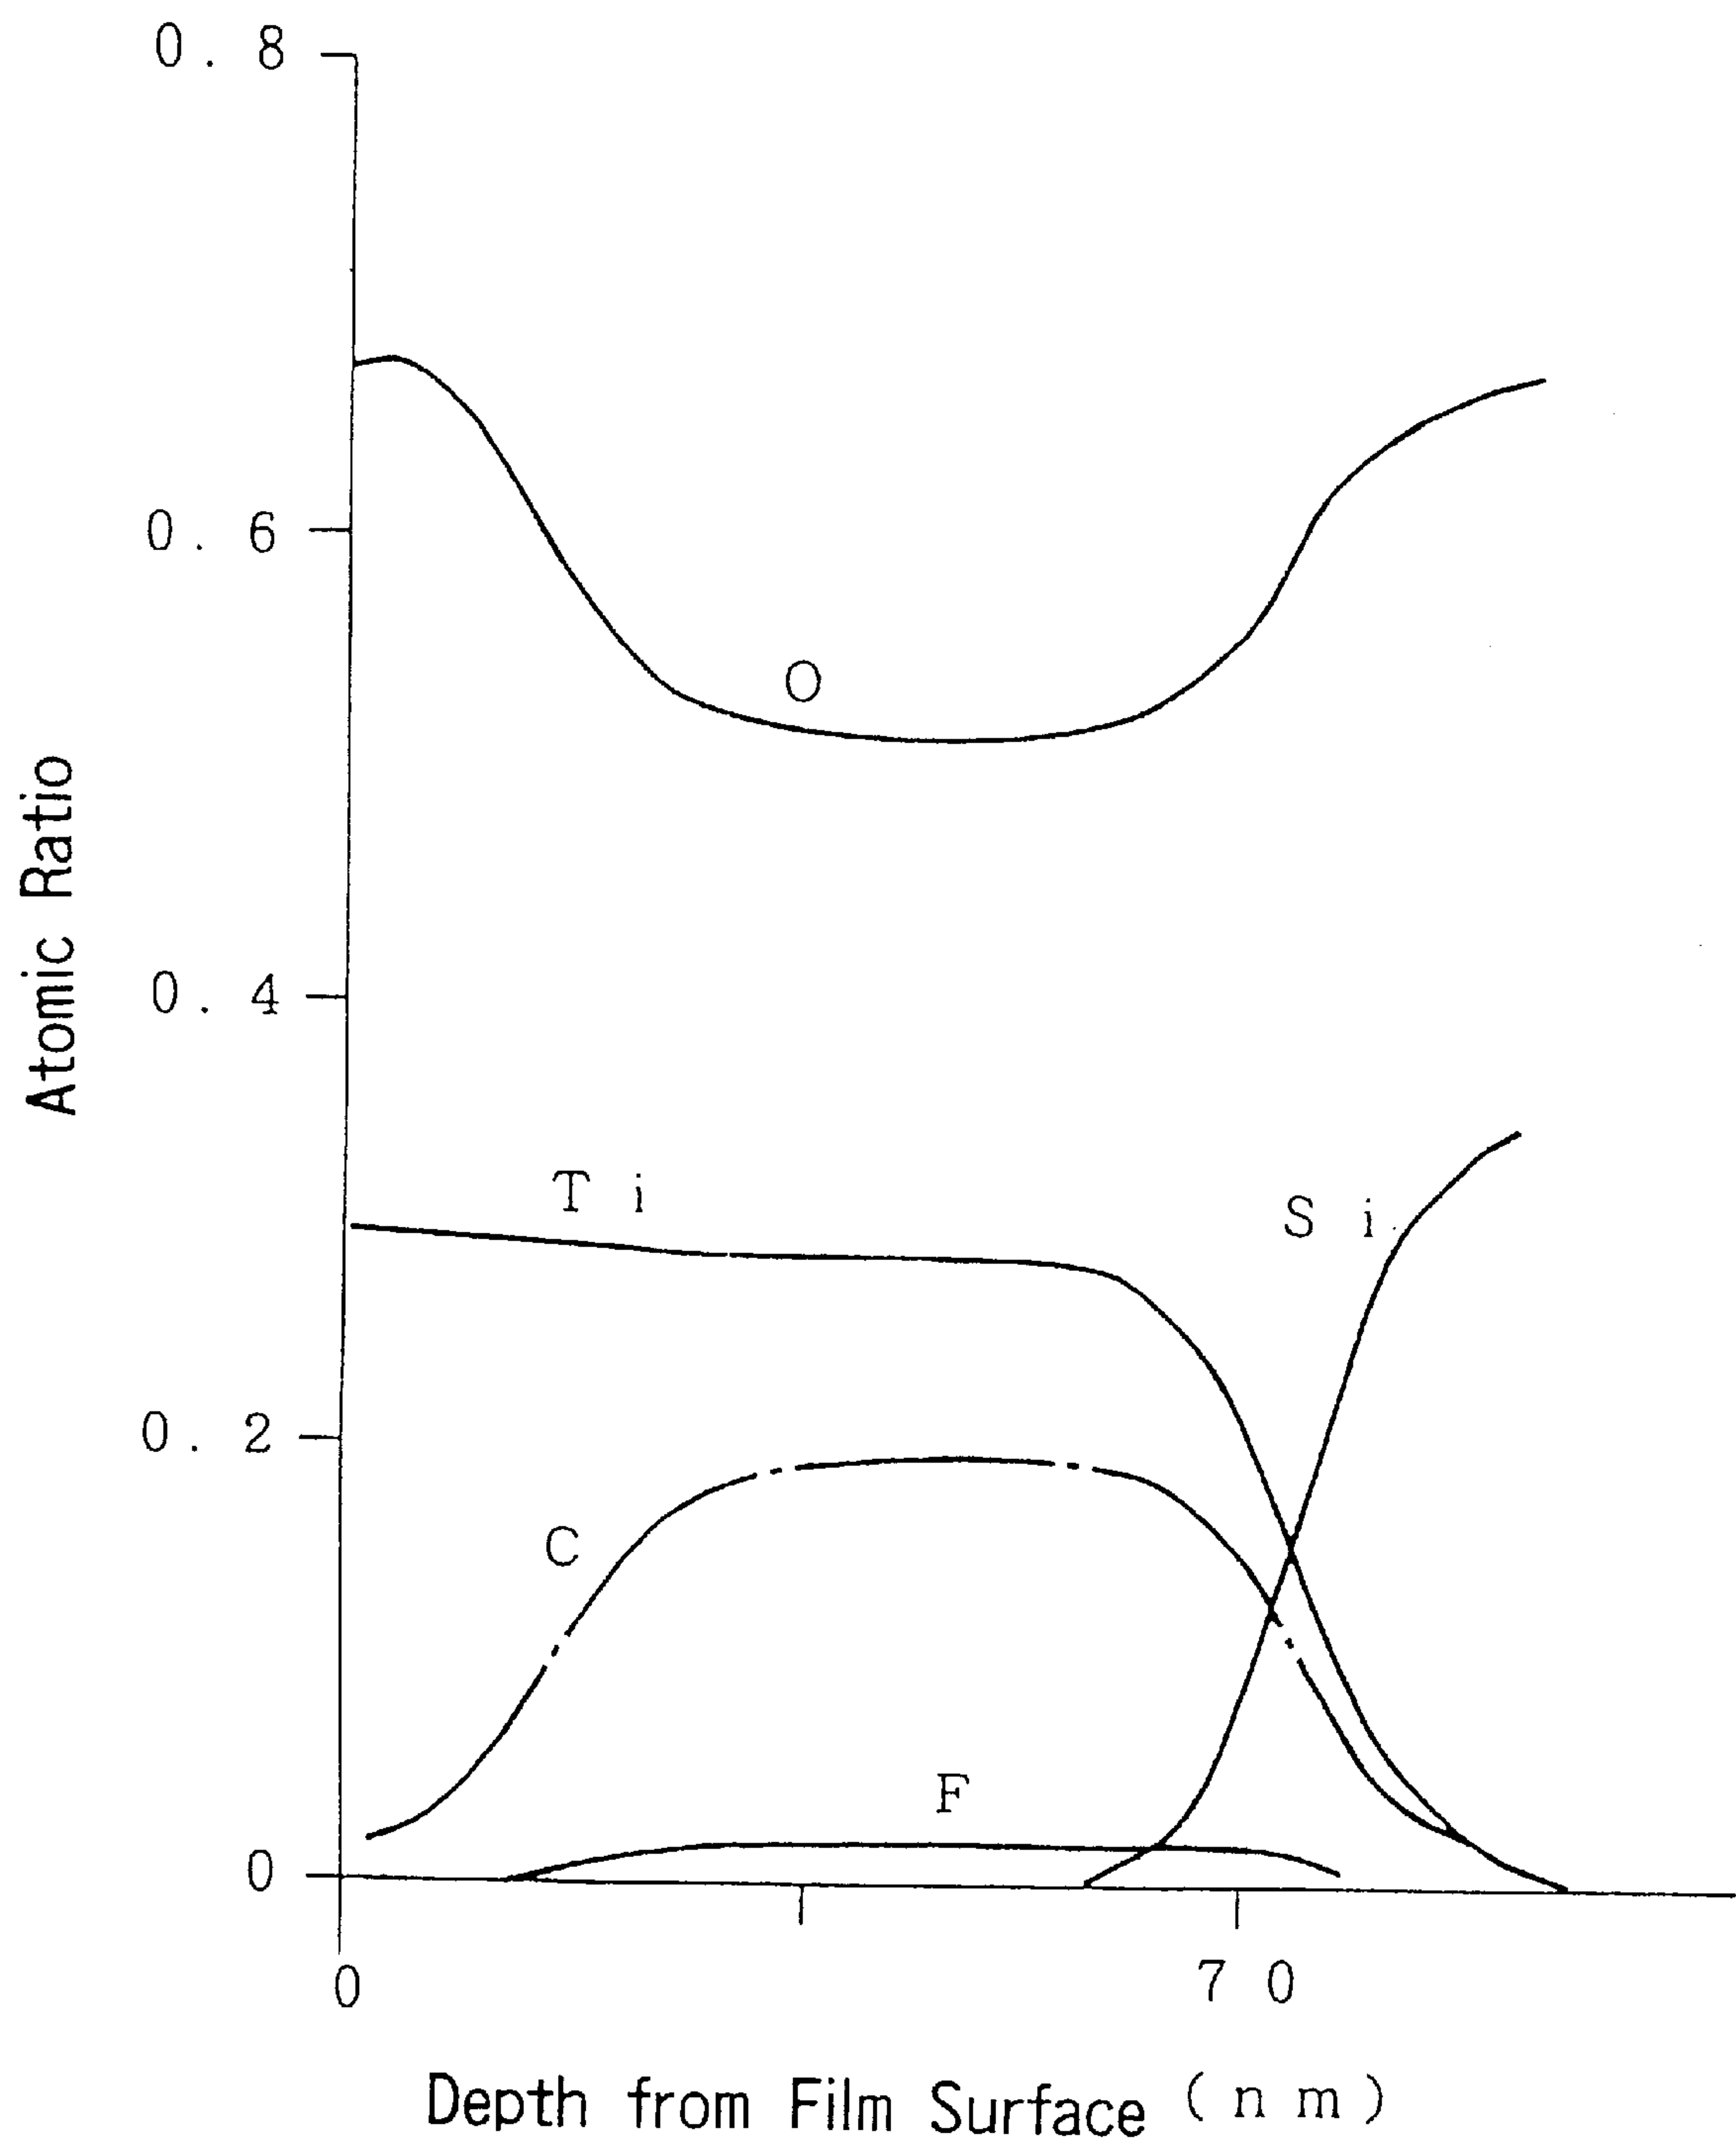 0.8
0.6
0.4
0.2
0
Atomic Ratio
O
Ti
Si
C
F
0
70
Depth from Film Surface (nm)